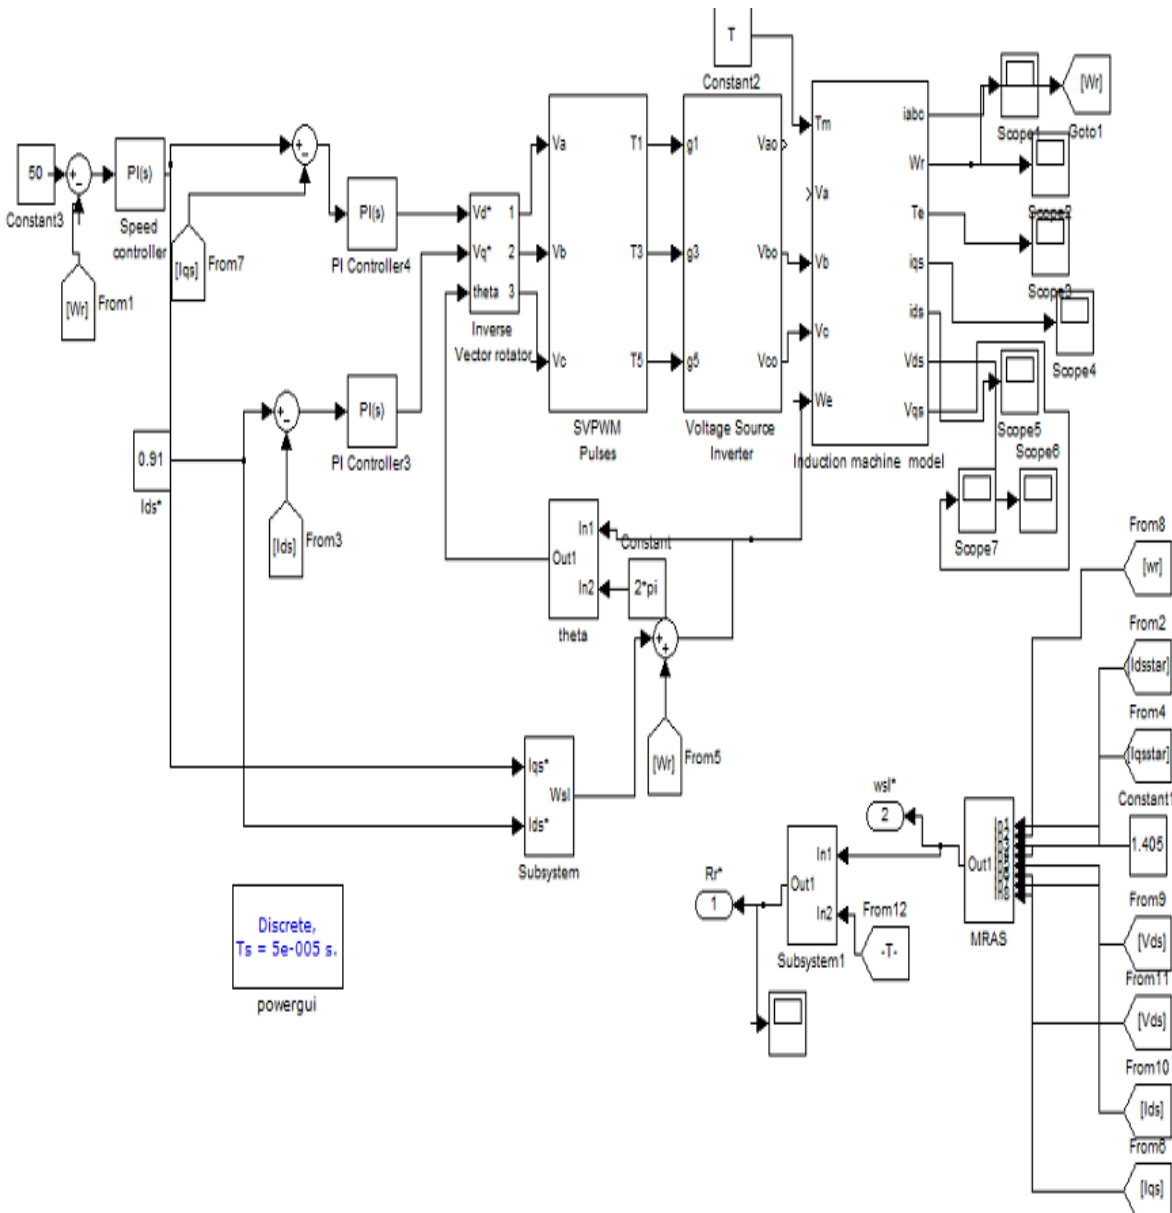 T
Constant2
50
Constant3
PI(s)
Speed
controller
[Wr]
From1
[Iqs]
From7
PI(s)
PI Controller4
Vd*
Vq*
theta
1
2
3
Inverse
Vector rotator
Va
Vb
Vc
T1
T3
T5
SVPWM
Pulses
g1
g3
g5
Vao
Vbo
Vco
Voltage Source
Inverter
Tm
Va
Vb
Vc
We
iabc
Wr
Te
iqs
ids
Vds
Vqs
Induction machine model
Scope1
[Wr]
Goto1
Scope2
Scope3
Scope4
Scope5
Scope6
Scope7
0.91
Ids*
PI(s)
PI Controller3
[Ids]
From3
In1
In2
Out1
theta
Constant
2*pi
[Wr]
From5
Iqs*
Ids*
Wsl
Subsystem
Discrete,
Ts = 5e-005 s.
powergui
wsl*
2
Rr*
1
In1
In2
Out1
Subsystem1
From12
-T-
Out1
MRAS
From8
[wr]
From2
[Idsstar]
From4
[Iqsstar]
Constant1
1.405
From9
[Vds]
From11
[Vds]
From10
[Ids]
From6
[Iqs]